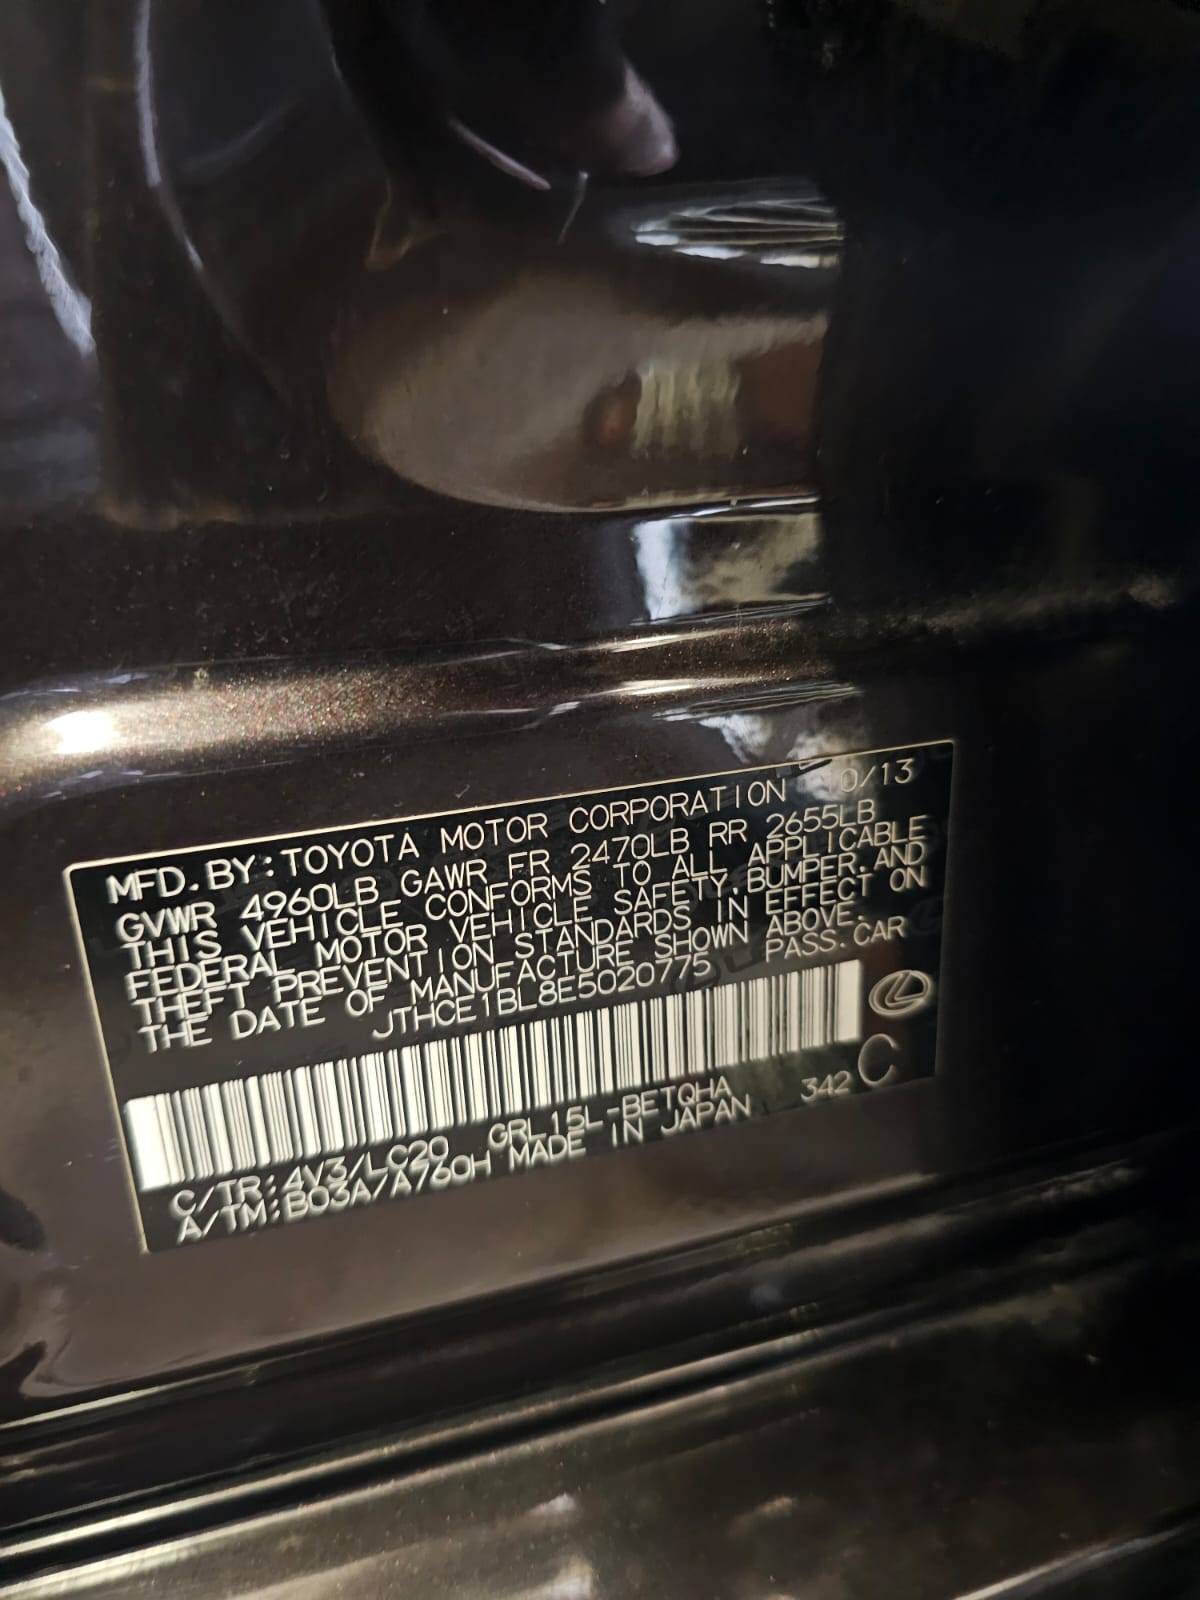 MFD. BY: TOYOTA MOTOR CORPORATION 0/13
GVWR 4960LB GAWR FR 2470LB RR 2655LB
THIS VEHICLE CONFORMS TO ALL APPLICABLE
FEDERAL MOTOR VEHICLE SAFETY, BUMPER, AND
THEFT PREVENTION STANDARDS IN EFFECT ON
THE DATE OF MANUFACTURE SHOWN ABOVE.
JTHCE1BL8E5020775 PASS. CAR
C/TR: 4V3/LC20 GRL15L-BETQHA 342 C
A/TM: B03A/A760H MADE IN JAPAN